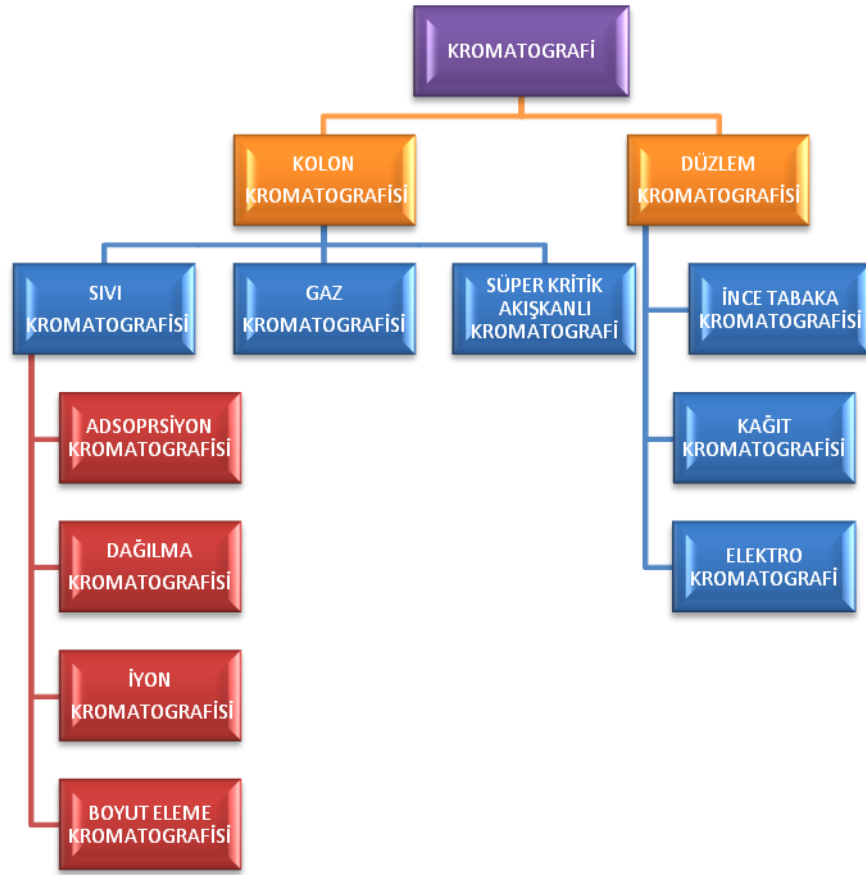 KROMATOGRAFİ
KOLON
KROMATOGRAFİSİ
DÜZLEM
KROMATOGRAFİSİ
SIVI
KROMATOGRAFİSİ
GAZ
KROMATOGRAFİSİ
SÜPER KRİTİK
AKIŞKANLI
KROMATOGRAFİ
İNCE TABAKA
KROMATOGRAFİSİ
ADSOPRSİYON
KROMATOGRAFİSİ
KAĞIT
KROMATOGRAFİSİ
DAĞILMA
KROMATOGRAFİSİ
ELEKTRO
KROMATOGRAFİ
İYON
KROMATOGRAFİSİ
BOYUT ELEME
KROMATOGRAFİSİ